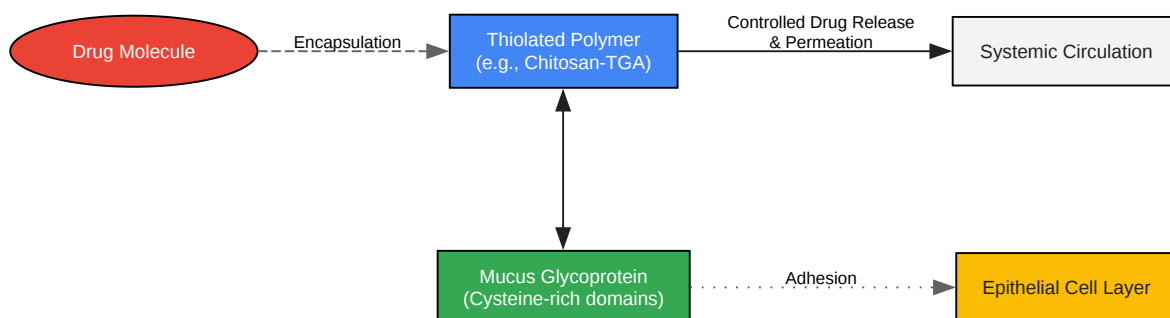 Drug Molecule
Encapsulation
Thiolated Polymer
(e.g., Chitosan-TGA)
Controlled Drug Release
& Permeation
Systemic Circulation
Mucus Glycoprotein
(Cysteine-rich domains)
Adhesion
Epithelial Cell Layer